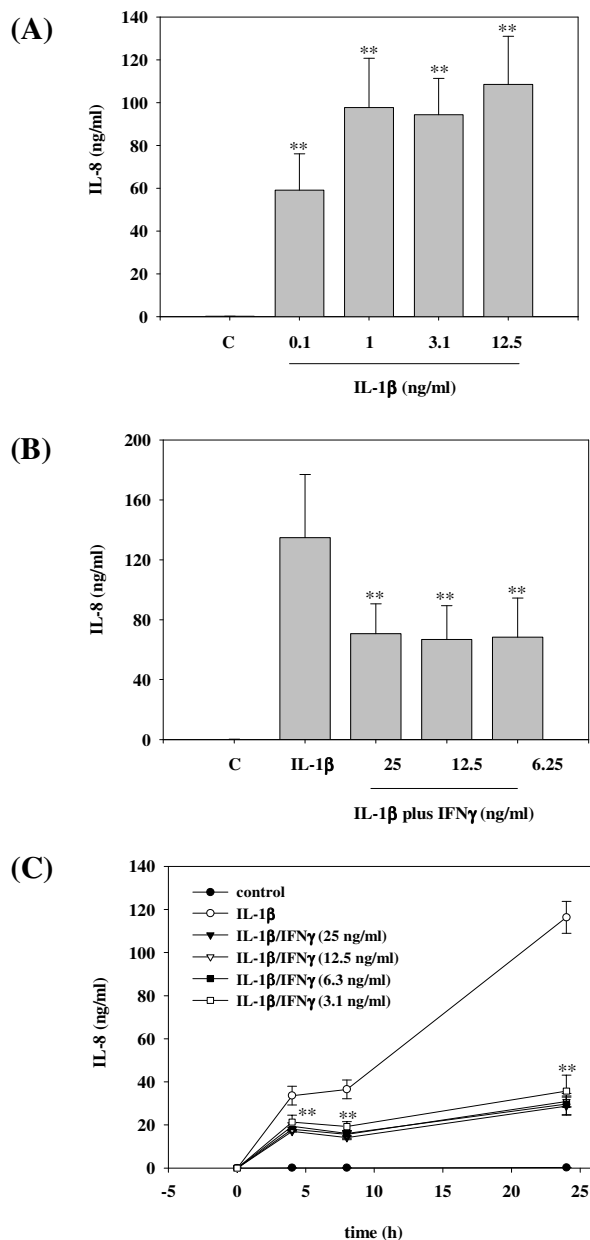 (A)
140
120
100
80
60
40
20
0
IL-8 (ng/ml)
**
**
**
**
C
0.1
1
3.1
12.5
IL-1β (ng/ml)
(B)
200
160
120
80
40
0
IL-8 (ng/ml)
**
**
**
C
IL-1β
25
12.5
6.25
IL-1β plus IFNγ (ng/ml)
(C)
140
120
100
80
60
40
20
0
IL-8 (ng/ml)
control
IL-1β
IL-1β/IFNγ (25 ng/ml)
IL-1β/IFNγ (12.5 ng/ml)
IL-1β/IFNγ (6.3 ng/ml)
IL-1β/IFNγ (3.1 ng/ml)
**
**
**
-5
0
5
10
15
20
25
time (h)